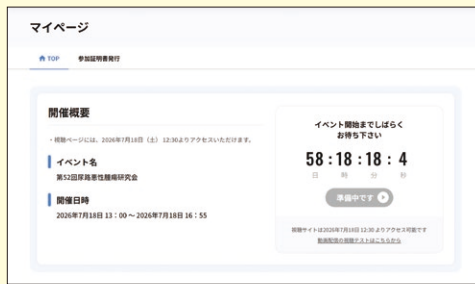 マイページ
TOP 参加証明書発行
開催概要
・視聴ページには、2026年7月18日（土） 12:30よりアクセスいただけます。
イベント名
第52回尿路悪性腫瘍研究会
開催日時
2026年7月18日 13：00 ～ 2026年7月18日 16：55
イベント開始までしばらく
お待ち下さい
58 : 18 : 18 : 4
日 時 分 秒
準備中です
視聴サイトは2026年7月18日 12:30 よりアクセス可能です
動画配信の視聴テストはこちらから